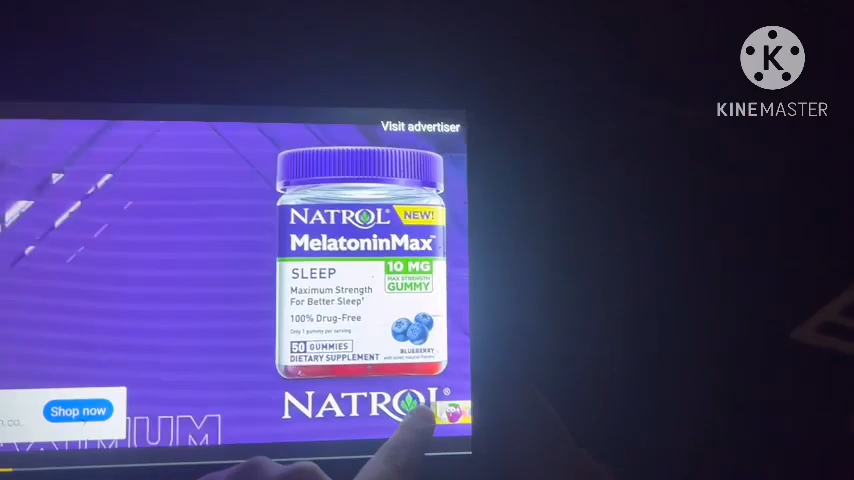 KINEMASTER
Visit advertiser
NATROL® NEW!
MelatoninMax™
SLEEP
10 MG
MAX STRENGTH
GUMMY
Maximum Strength
For Better Sleep†
100% Drug-Free
Only 1 gummy per serving
50 GUMMIES
DIETARY SUPPLEMENT
BLUEBERRY
NATROL®
Shop now